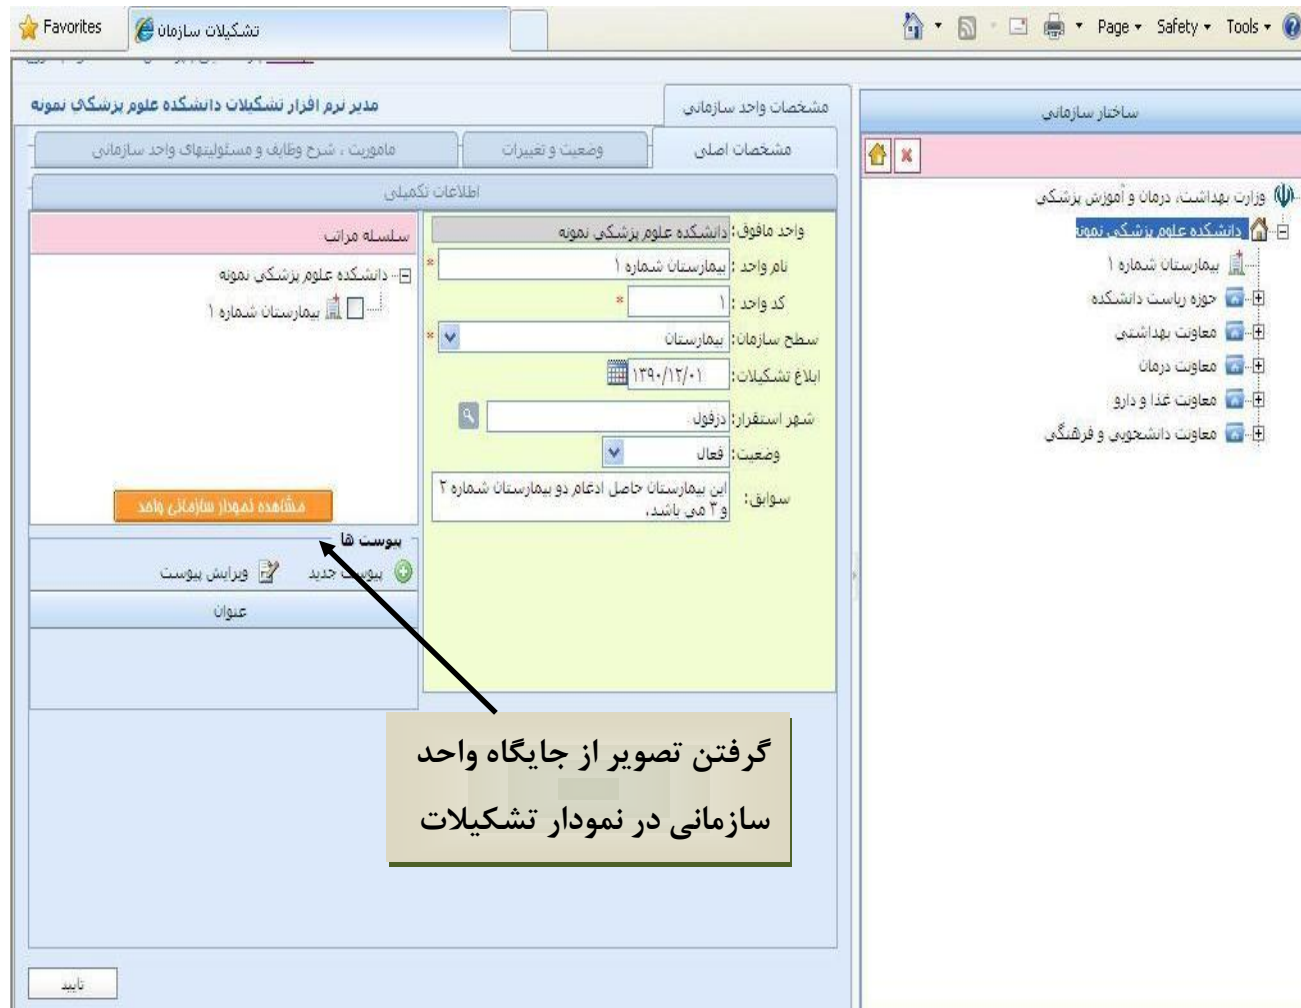 Favorites
تشکیلات سازمان
Page
Safety
Tools
مدیر نرم افزار تشکیلات دانشکده علوم پزشکی نمونه
مشخصات واحد سازمانی
ساختار سازمانی
مشخصات اصلی
وضعیت و تغییرات
ماموریت ، شرح وظایف و مسئولیتهای واحد سازمانی
اطلاعات تکمیلی
وزارت بهداشت، درمان و آموزش پزشکی
دانشکده علوم پزشکی نمونه
بیمارستان شماره ۱
حوزه ریاست دانشکده
معاونت بهداشتی
معاونت درمان
معاونت غذا و دارو
معاونت دانشجویی و فرهنگی
واحد مافوق: دانشکده علوم پزشکی نمونه
نام واحد : بیمارستان شماره ۱ *
کد واحد : ۱ *
سطح سازمان: بیمارستان *
ابلاغ تشکیلات: ۱۳۹۰/۱۲/۰۱
شهر استقرار: دزفول
وضعیت: فعال
سوابق: این بیمارستان حاصل ادغام دو بیمارستان شماره ۲
و ۳ می باشد.
سلسله مراتب
دانشکده علوم پزشکی نمونه
بیمارستان شماره ۱
مشاهده نمودار سازمانی واحد
پیوست ها
پیوست جدید
ویرایش پیوست
عنوان
گرفتن تصویر از جایگاه واحد
سازمانی در نمودار تشکیلات
تایید